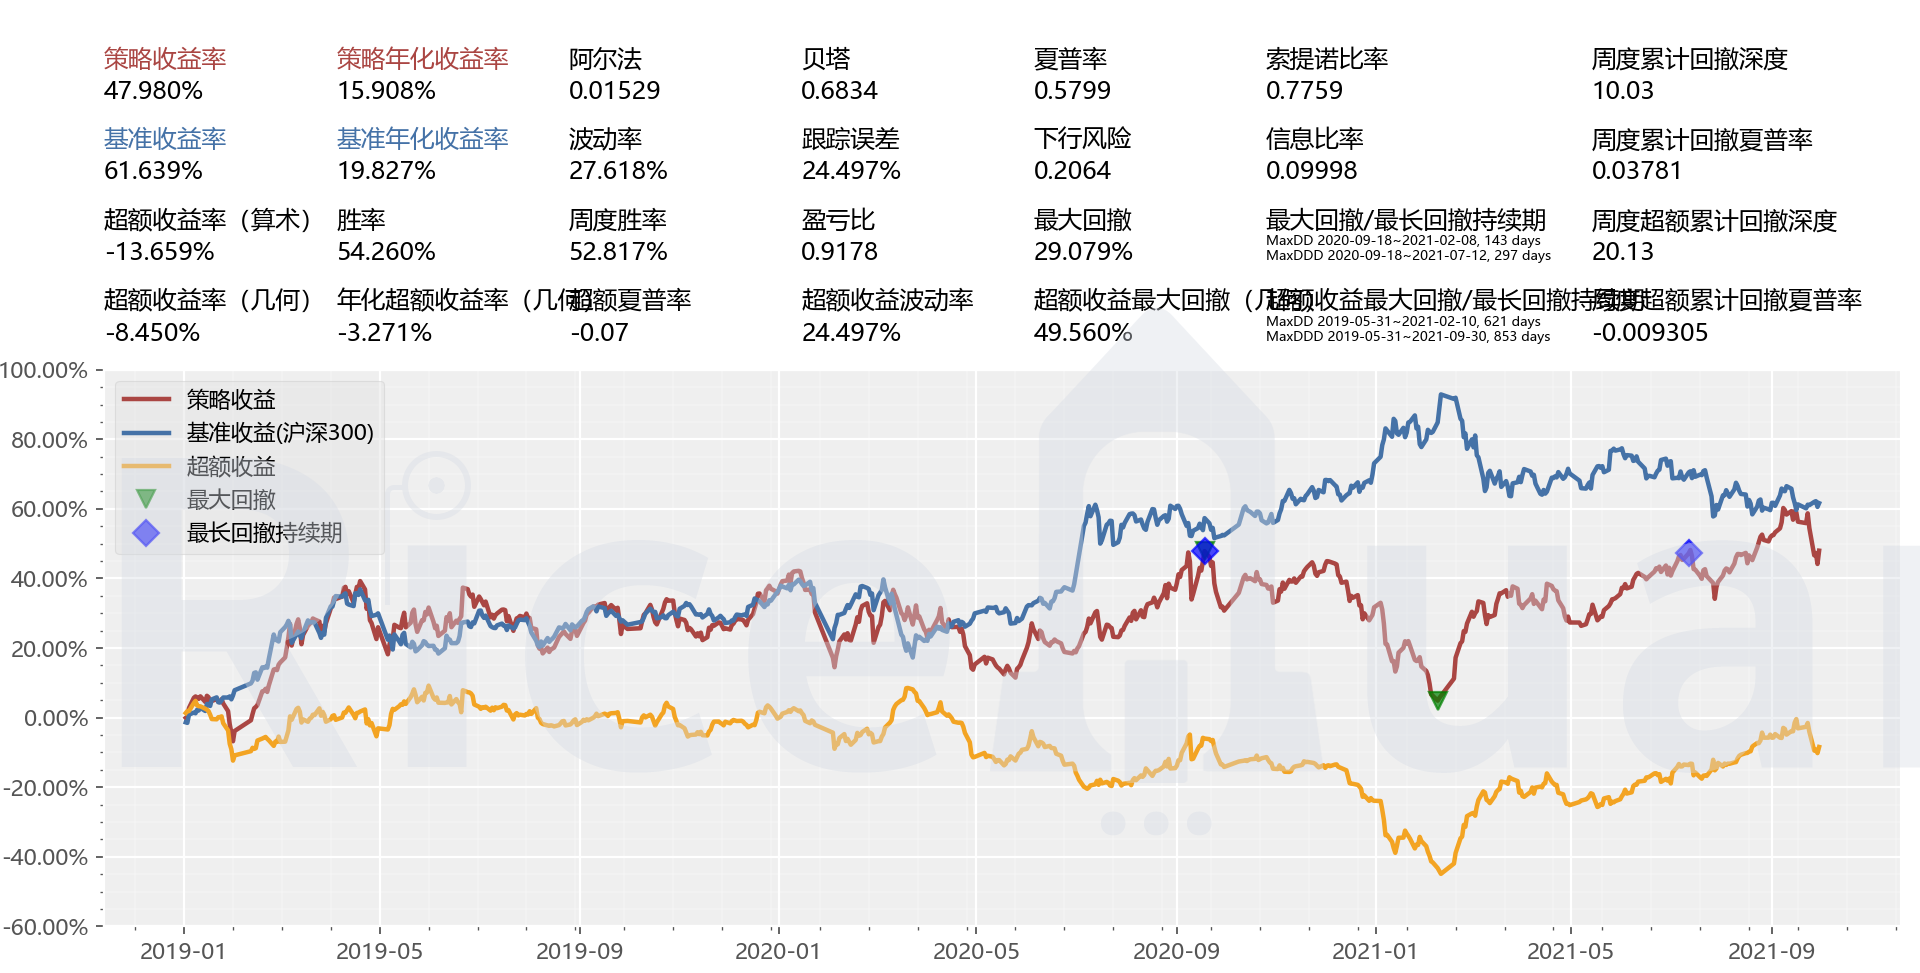 策略收益率 策略年化收益率 阿尔法 贝塔 夏普率 索提诺比率 周度累计回撤深度
47.980% 15.908% 0.01529 0.6834 0.5799 0.7759 10.03
基准收益率 基准年化收益率 波动率 跟踪误差 下行风险 信息比率 周度累计回撤夏普率
61.639% 19.827% 27.618% 24.497% 0.2064 0.09998 0.03781
超额收益率（算术） 胜率 周度胜率 盈亏比 最大回撤 最大回撤/最长回撤持续期 周度超额累计回撤深度
-13.659% 54.260% 52.817% 0.9178 29.079% MaxDD 2020-09-18~2021-02-08, 143 days 20.13
MaxDDD 2020-09-18~2021-07-12, 297 days
超额收益率（几何） 年化超额收益率（几何） 超额夏普率 超额收益波动率 超额收益最大回撤（几何） 超额收益最大回撤/最长回撤持续期 周度超额累计回撤夏普率
-8.450% -3.271% -0.07 24.497% 49.560% MaxDD 2019-05-31~2021-02-10, 621 days -0.009305
MaxDDD 2019-05-31~2021-09-30, 853 days
100.00%
80.00%
60.00%
40.00%
20.00%
0.00%
-20.00%
-40.00%
-60.00%
策略收益
基准收益(沪深300)
超额收益
最大回撤
最长回撤持续期
2019-01 2019-05 2019-09 2020-01 2020-05 2020-09 2021-01 2021-05 2021-09